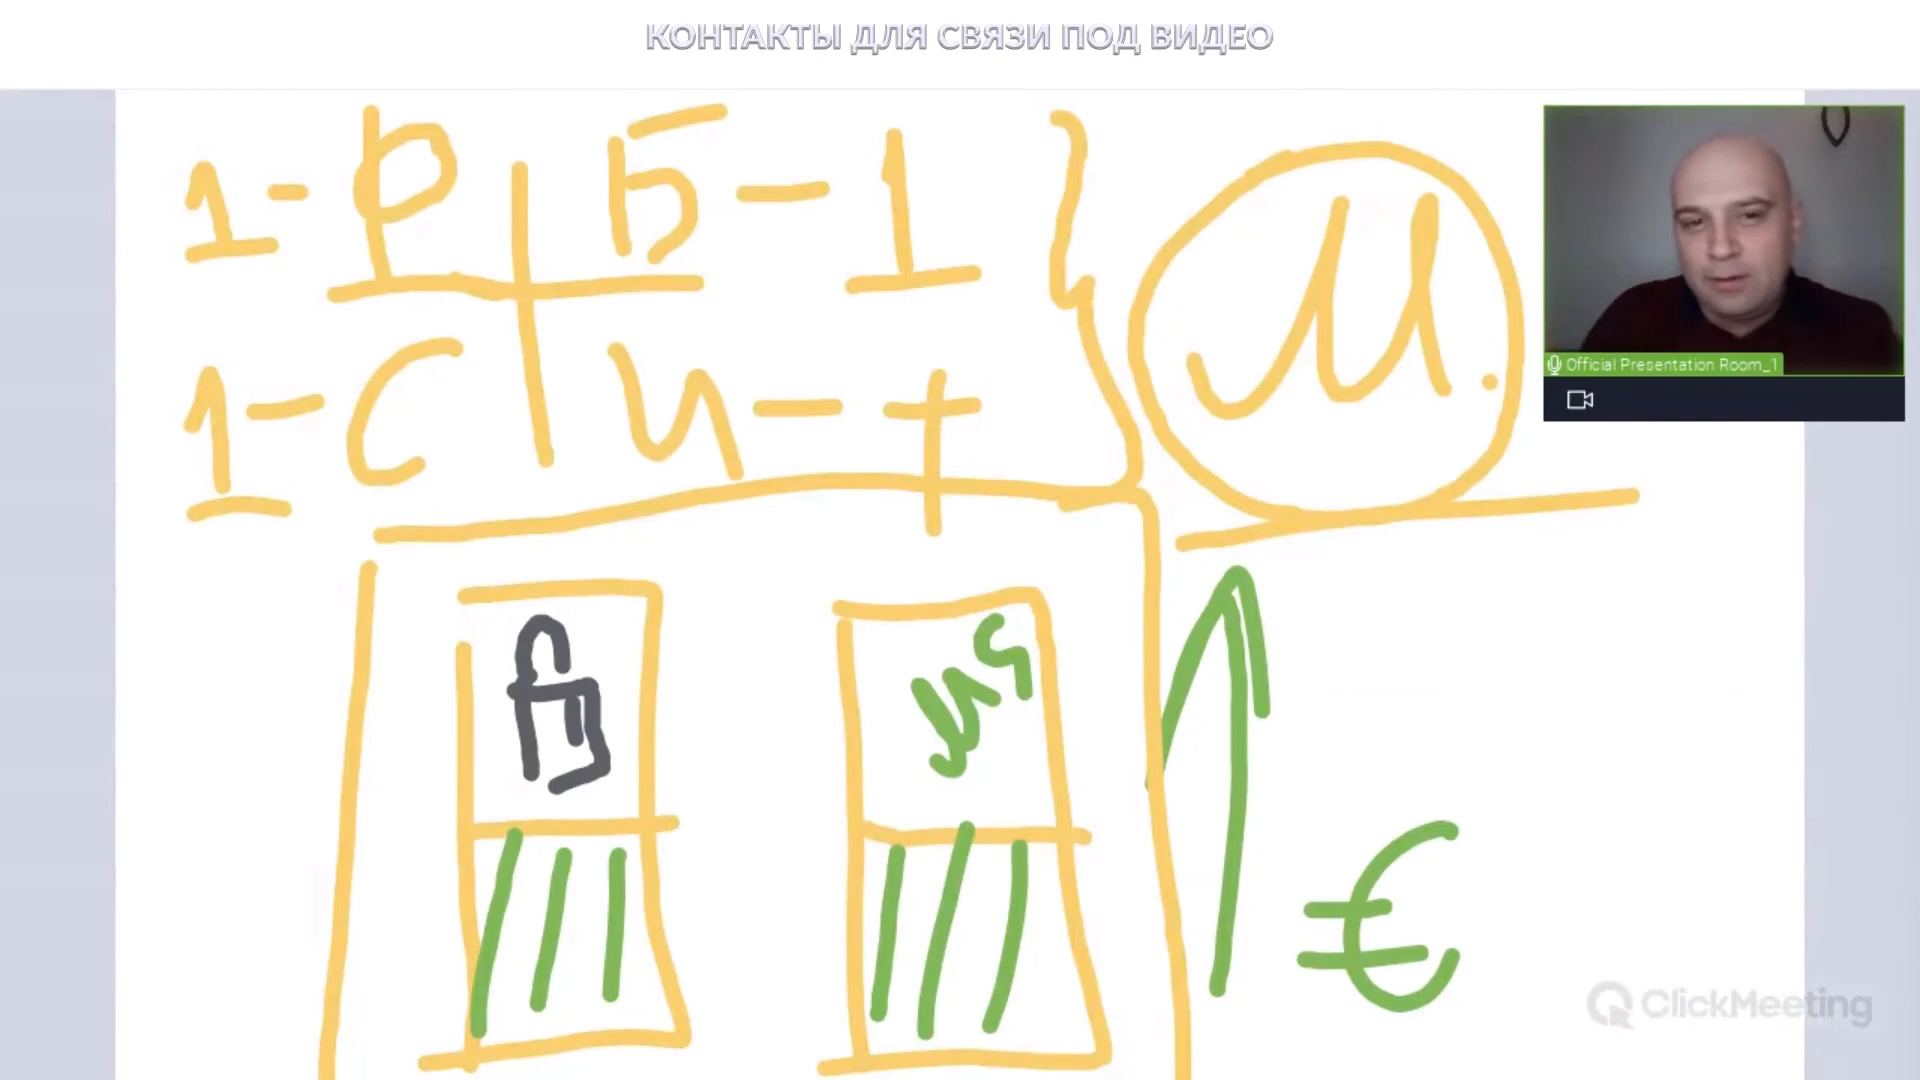 КОНТАКТЫ ДЛЯ СВЯЗИ ПОД ВИДЕО
1- Р Б - 1
1- С И - +
М.
Official Presentation Room_1
€
ClickMeeting